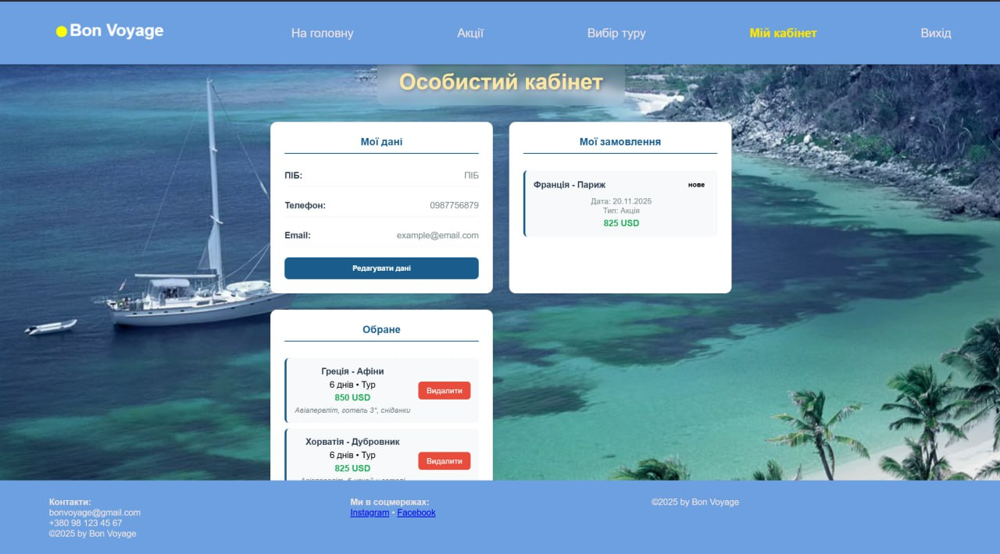 Bon Voyage
На головну
Акції
Вибір туру
Мій кабінет
Вихід
Особистий кабінет
Мої дані
ПІБ: ПІБ
Телефон: 0987756879
Email: example@email.com
Редагувати дані
Мої замовлення
Франція - Париж нове
Дата: 20.11.2025
Тип: Акція
825 USD
Обране
Греція - Афіни
6 днів • Тур
850 USD
Авіапереліт, готель 3*, сніданки
Видалити
Хорватія - Дубровник
6 днів • Тур
825 USD
Видалити
Контакти:
bonvoyage@gmail.com
+380 98 123 45 67
©2025 by Bon Voyage
Ми в соцмережах:
Instagram • Facebook
©2025 by Bon Voyage